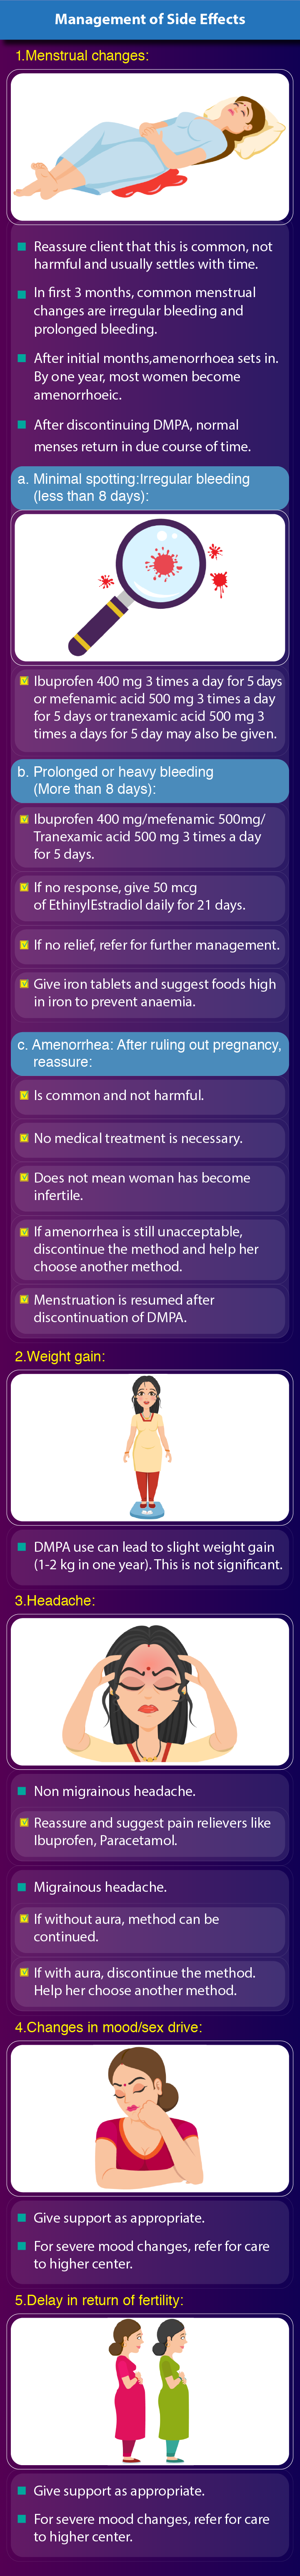 Management of Side Effects
1.Menstrual changes:
Reassure client that this is common, not
harmful and usually settles with time.
In first 3 months, common menstrual
changes are irregular bleeding and
prolonged bleeding.
After initial months,amenorrhoea sets in.
By one year, most women become
amenorrhoeic.
After discontinuing DMPA, normal
menses return in due course of time.
a. Minimal spotting:Irregular bleeding
(less than 8 days):
Ibuprofen 400 mg 3 times a day for 5 days
or mefenamic acid 500 mg 3 times a day
for 5 days or tranexamic acid 500 mg 3
times a days for 5 day may also be given.
b. Prolonged or heavy bleeding
(More than 8 days):
Ibuprofen 400 mg/mefenamic 500mg/
Tranexamic acid 500 mg 3 times a day
for 5 days.
If no response, give 50 mcg
of EthinylEstradiol daily for 21 days.
If no relief, refer for further management.
Give iron tablets and suggest foods high
in iron to prevent anaemia.
c. Amenorrhea: After ruling out pregnancy,
reassure:
Is common and not harmful.
No medical treatment is necessary.
Does not mean woman has become
infertile.
If amenorrhea is still unacceptable,
discontinue the method and help her
choose another method.
Menstruation is resumed after
discontinuation of DMPA.
2.Weight gain:
DMPA use can lead to slight weight gain
(1-2 kg in one year). This is not significant.
3.Headache:
Non migrainous headache.
Reassure and suggest pain relievers like
Ibuprofen, Paracetamol.
Migrainous headache.
If without aura, method can be
continued.
If with aura, discontinue the method.
Help her choose another method.
4.Changes in mood/sex drive:
Give support as appropriate.
For severe mood changes, refer for care
to higher center.
5.Delay in return of fertility:
Give support as appropriate.
For severe mood changes, refer for care
to higher center.